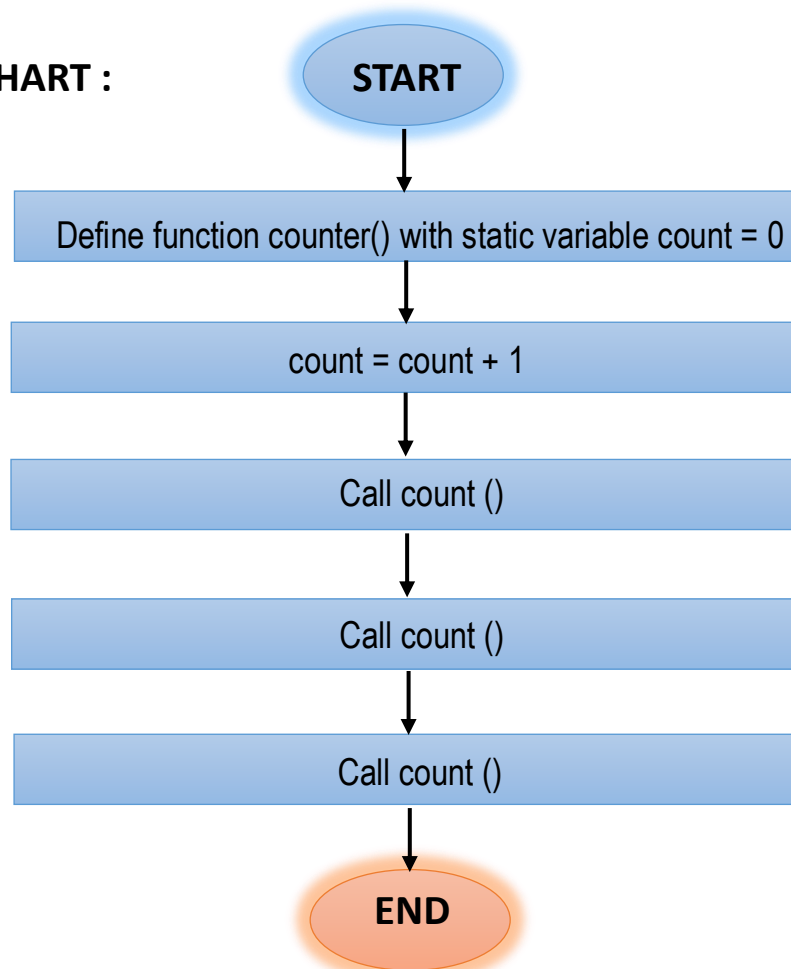 HART :
START
Define function counter() with static variable count = 0
count = count + 1
Call count ()
Call count ()
Call count ()
END